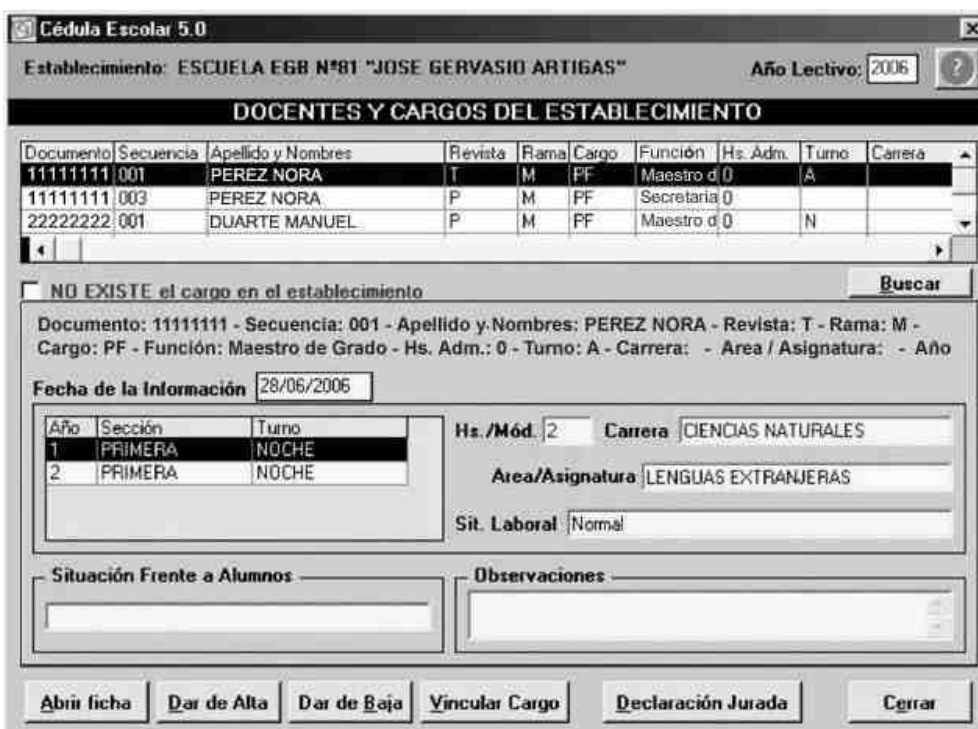 Cédula Escolar 5.0
Establecimiento: ESCUELA EGB Nº81 "JOSE GERVASIO ARTIGAS" Año Lectivo: 2006 ?
DOCENTES Y CARGOS DEL ESTABLECIMIENTO
Documento Secuencia Apellido y Nombres Revista Rama Cargo Función Hs. Adm. Turno Carrera
11111111 001 PEREZ NORA T M PF Maestro d 0 A
11111111 003 PEREZ NORA P M PF Secretaria 0
22222222 001 DUARTE MANUEL P M PF Maestro d 0 N
Buscar
NO EXISTE el cargo en el establecimiento
Documento: 11111111 - Secuencia: 001 - Apellido y Nombres: PEREZ NORA - Revista: T - Rama: M -
Cargo: PF - Función: Maestro de Grado - Hs. Adm.: 0 - Turno: A - Carrera: - Area / Asignatura: - Año
Fecha de la Información 28/06/2006
Año Sección Turno
1 PRIMERA NOCHE
2 PRIMERA NOCHE
Hs./Mód. 2 Carrera CIENCIAS NATURALES
Area/Asignatura LENGUAS EXTRANJERAS
Sit. Laboral Normal
Situación Frente a Alumnos
Observaciones
Abrir ficha Dar de Alta Dar de Baja Vincular Cargo Declaración Jurada Cerrar